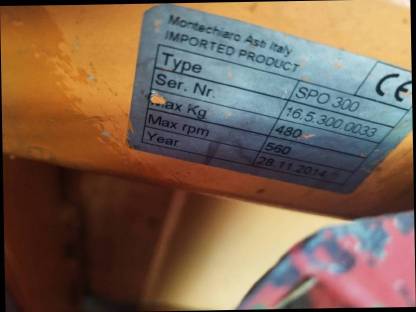 Montechiaro Asti Italy
IMPORTED PRODUCT
CE
Type SPO 300
Ser. Nr. 16.5.300.0033
Max Kg 480
Max rpm 560
Year 28.11.2014